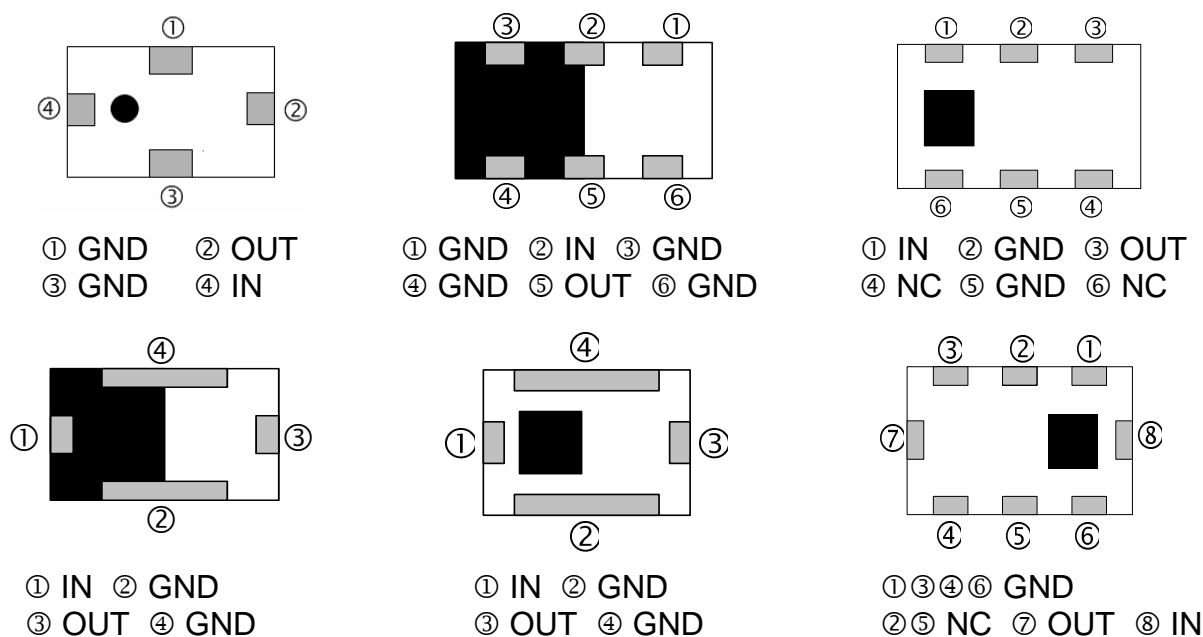 ①
④ ②
③
① GND ② OUT
③ GND ④ IN
③ ② ①
④ ⑤ ⑥
① GND ② IN ③ GND
④ GND ⑤ OUT ⑥ GND
① ② ③
⑥ ⑤ ④
① IN ② GND ③ OUT
④ NC ⑤ GND ⑥ NC
④
① ③
②
① IN ② GND
③ OUT ④ GND
④
① ③
②
① IN ② GND
③ OUT ④ GND
③ ② ①
⑦ ⑧
④ ⑤ ⑥
①③④⑥ GND
②⑤ NC ⑦ OUT ⑧ IN